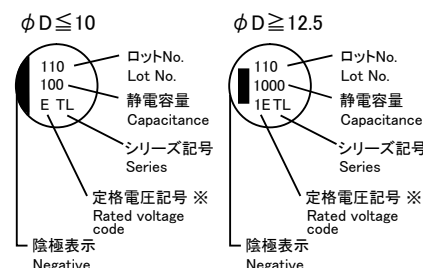 φD≦10
110
100
E TL
ロットNo.
Lot No.
静電容量
Capacitance
シリーズ記号
Series
定格電圧記号 ※
Rated voltage
code
陰極表示
Negative
φD≧12.5
110
1000
1E TL
ロットNo.
Lot No.
静電容量
Capacitance
シリーズ記号
Series
定格電圧記号 ※
Rated voltage
code
陰極表示
Negative